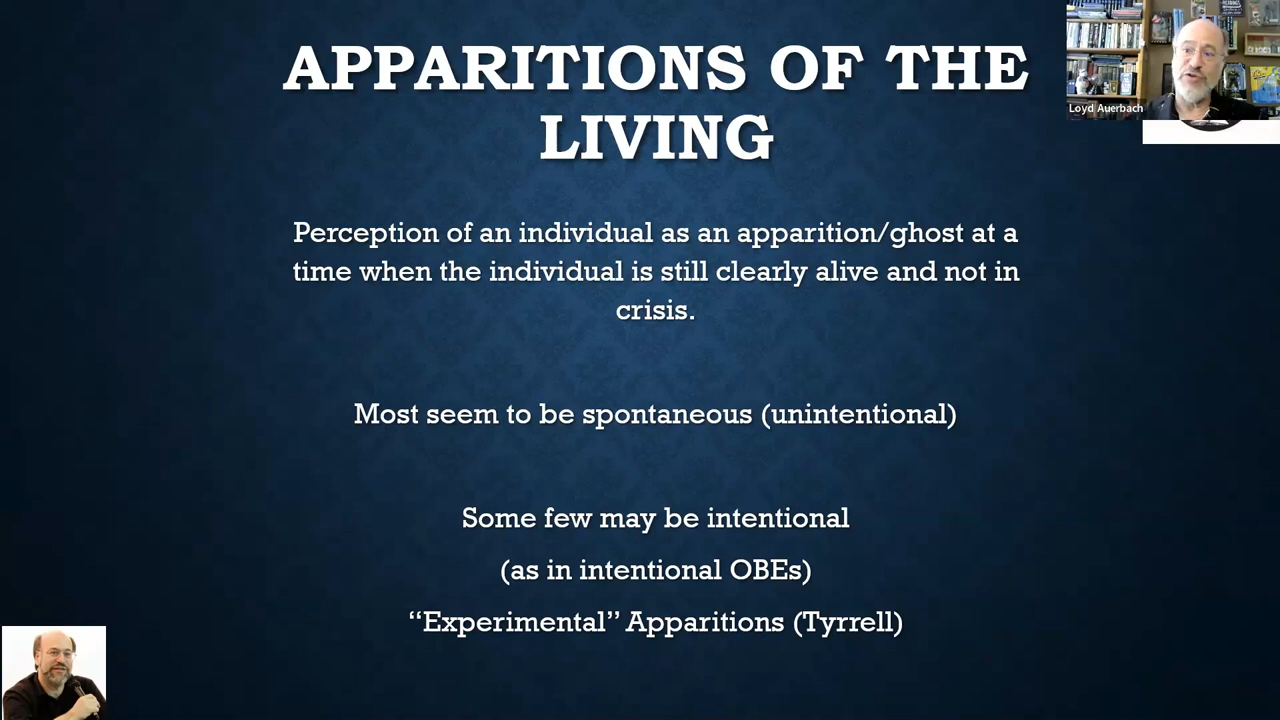 APPARITIONS OF THE
LIVING
Loyd Auerbach
Perception of an individual as an apparition/ghost at a
time when the individual is still clearly alive and not in
crisis.
Most seem to be spontaneous (unintentional)
Some few may be intentional
(as in intentional OBEs)
“Experimental” Apparitions (Tyrrell)